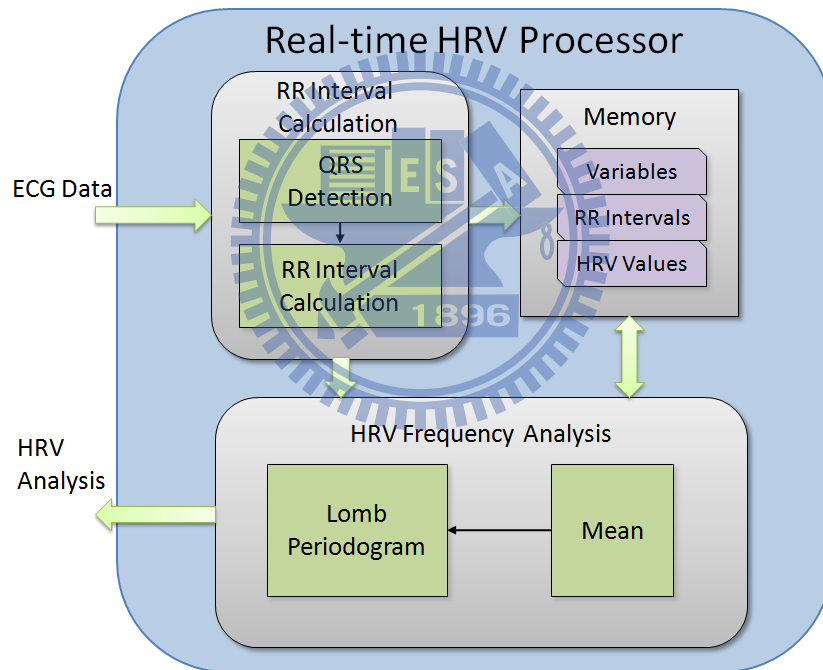 Real-time HRV Processor
RR Interval
Calculation
QRS
Detection
RR Interval
Calculation
Memory
Variables
RR Intervals
HRV Values
ECG Data
E S A
1896
HRV Frequency Analysis
Lomb
Periodogram
Mean
HRV
Analysis